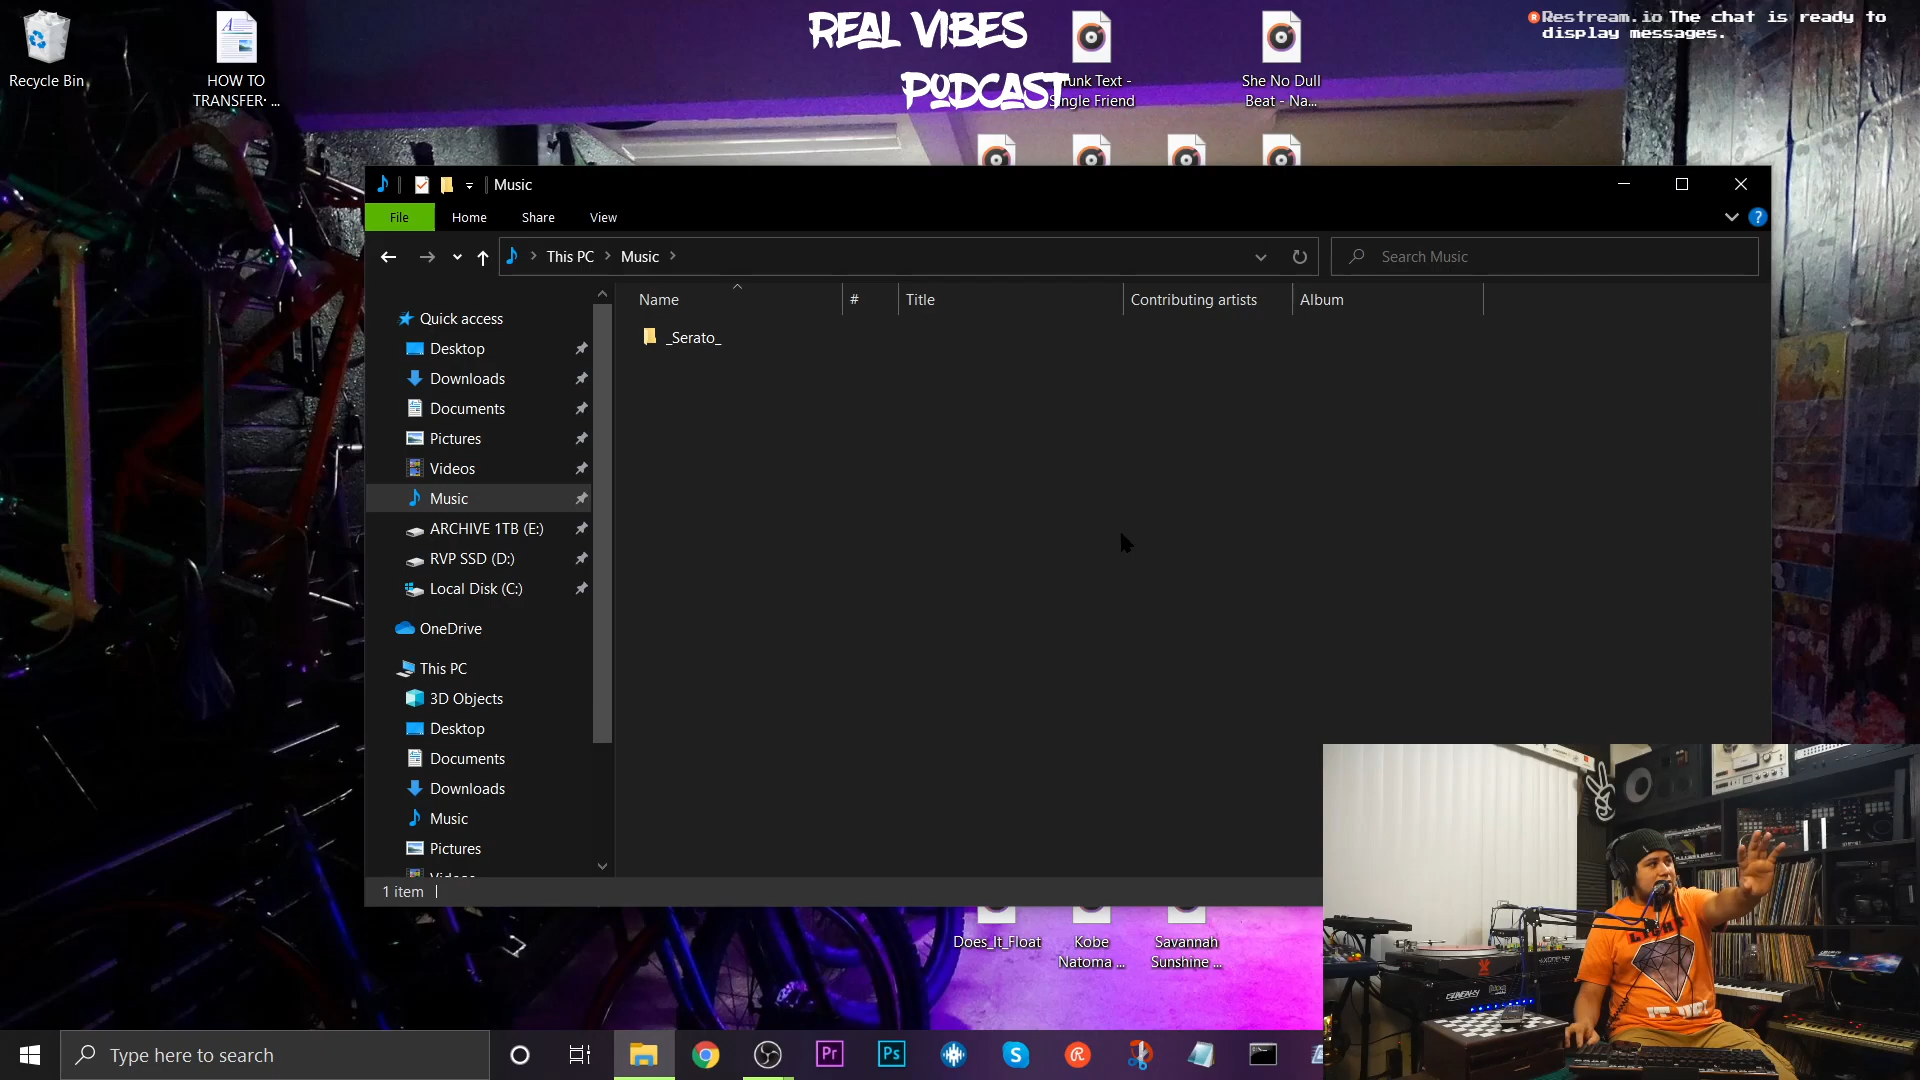 REAL VIBES
PODCAST
Restream.io The chat is ready to
display messages.
Recycle Bin
HOW TO
TRANSFER- ...
Text -
Single Friend
She No Dull
Beat - Na...
Music
File
Home
Share
View
This PC
Music
Search Music
Name
#
Title
Contributing artists
Album
_Serato_
Quick access
Desktop
Downloads
Documents
Pictures
Videos
Music
ARCHIVE 1TB (E:)
RVP SSD (D:)
Local Disk (C:)
OneDrive
This PC
3D Objects
Desktop
Documents
Downloads
Music
Pictures
Videos
1 item
Does_It_Float
Kobe
Natoma ...
Savannah
Sunshine ...
LIGHT
Type here to search
Pr
Ps